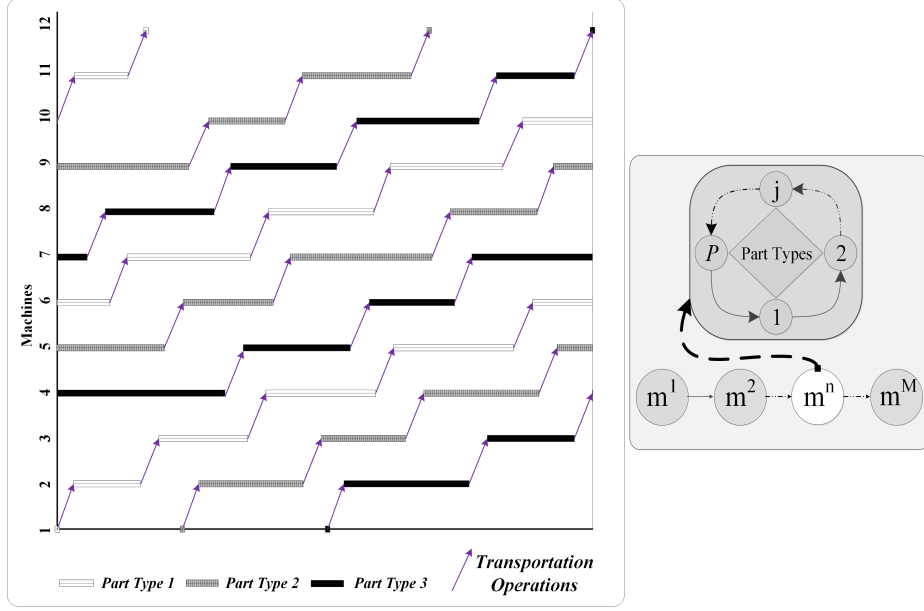 12
11
10
9
8
7
6
5
4
3
2
1
Machines
Part Type 1
Part Type 2
Part Type 3
Transportation
Operations
j
P
Part Types
2
1
m1
m2
mn
mM